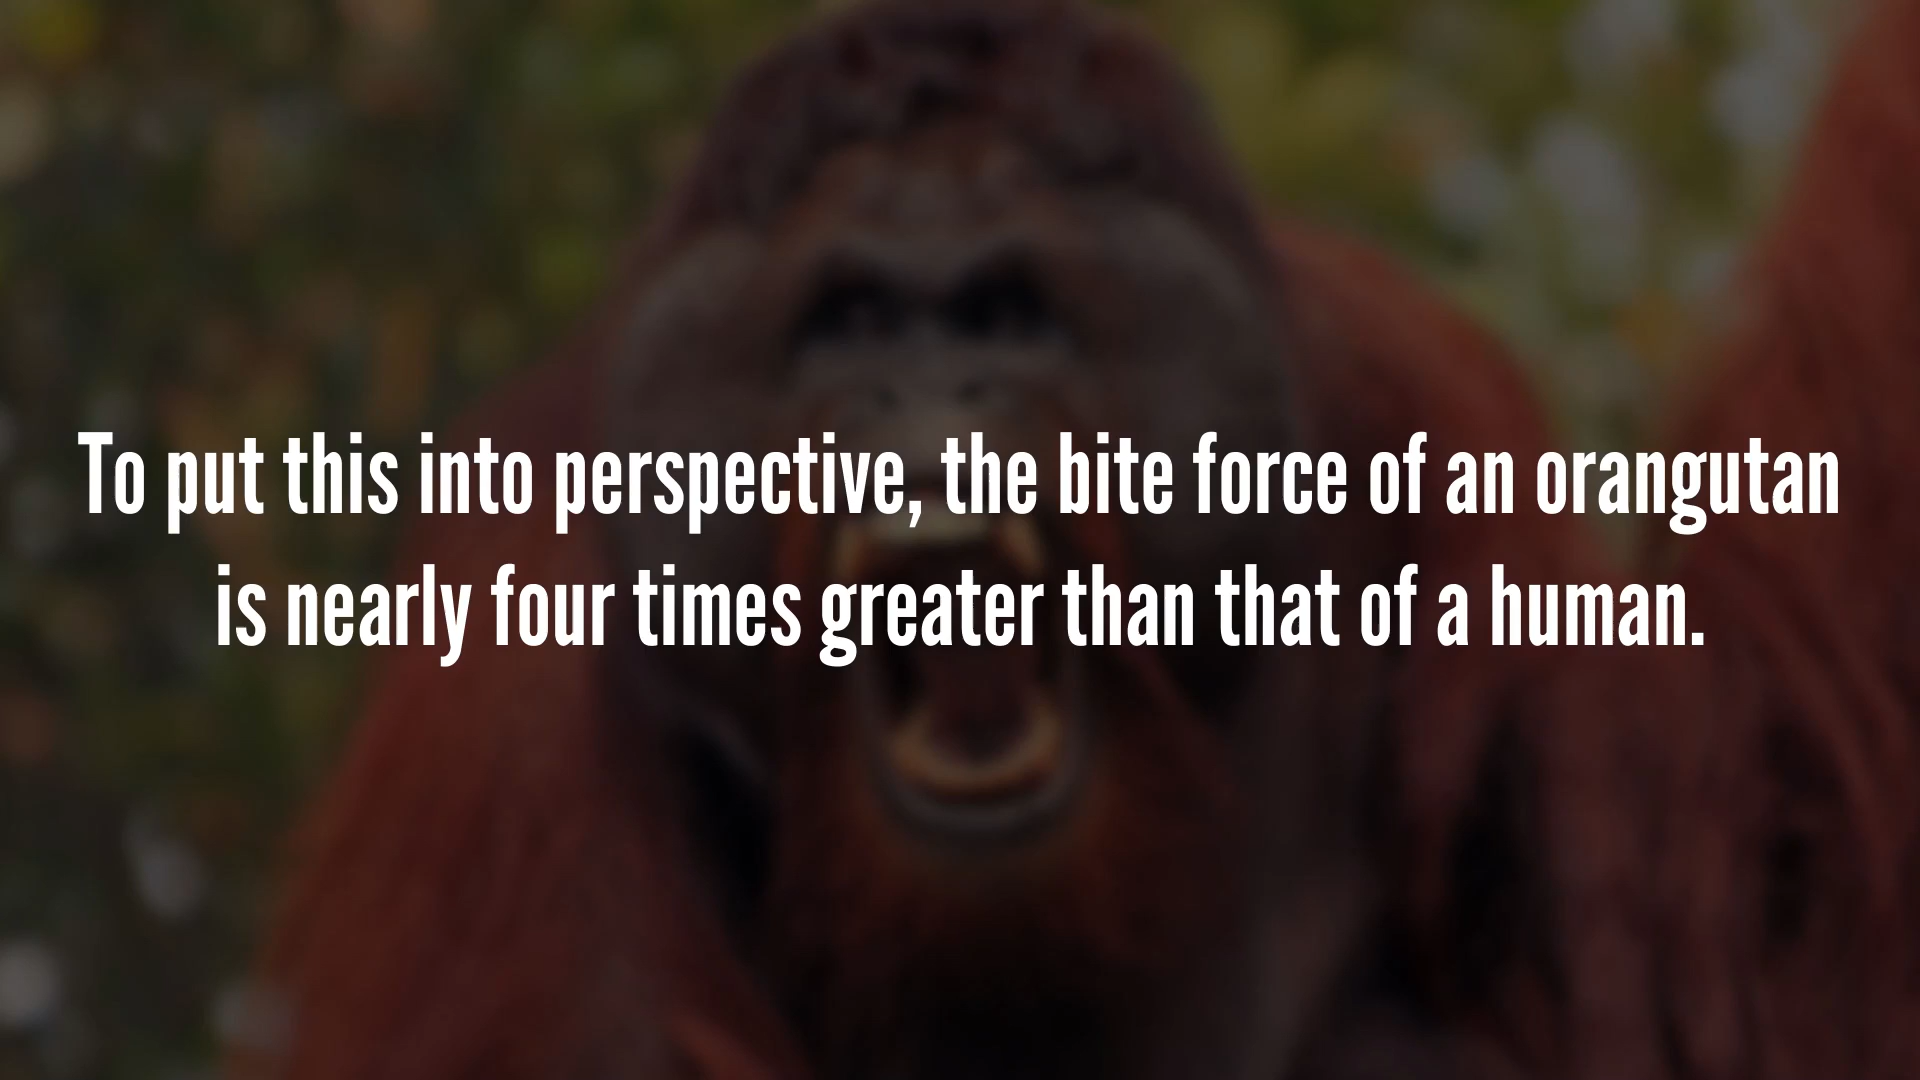 To put this into perspective, the bite force of an orangutan
is nearly four times greater than that of a human.